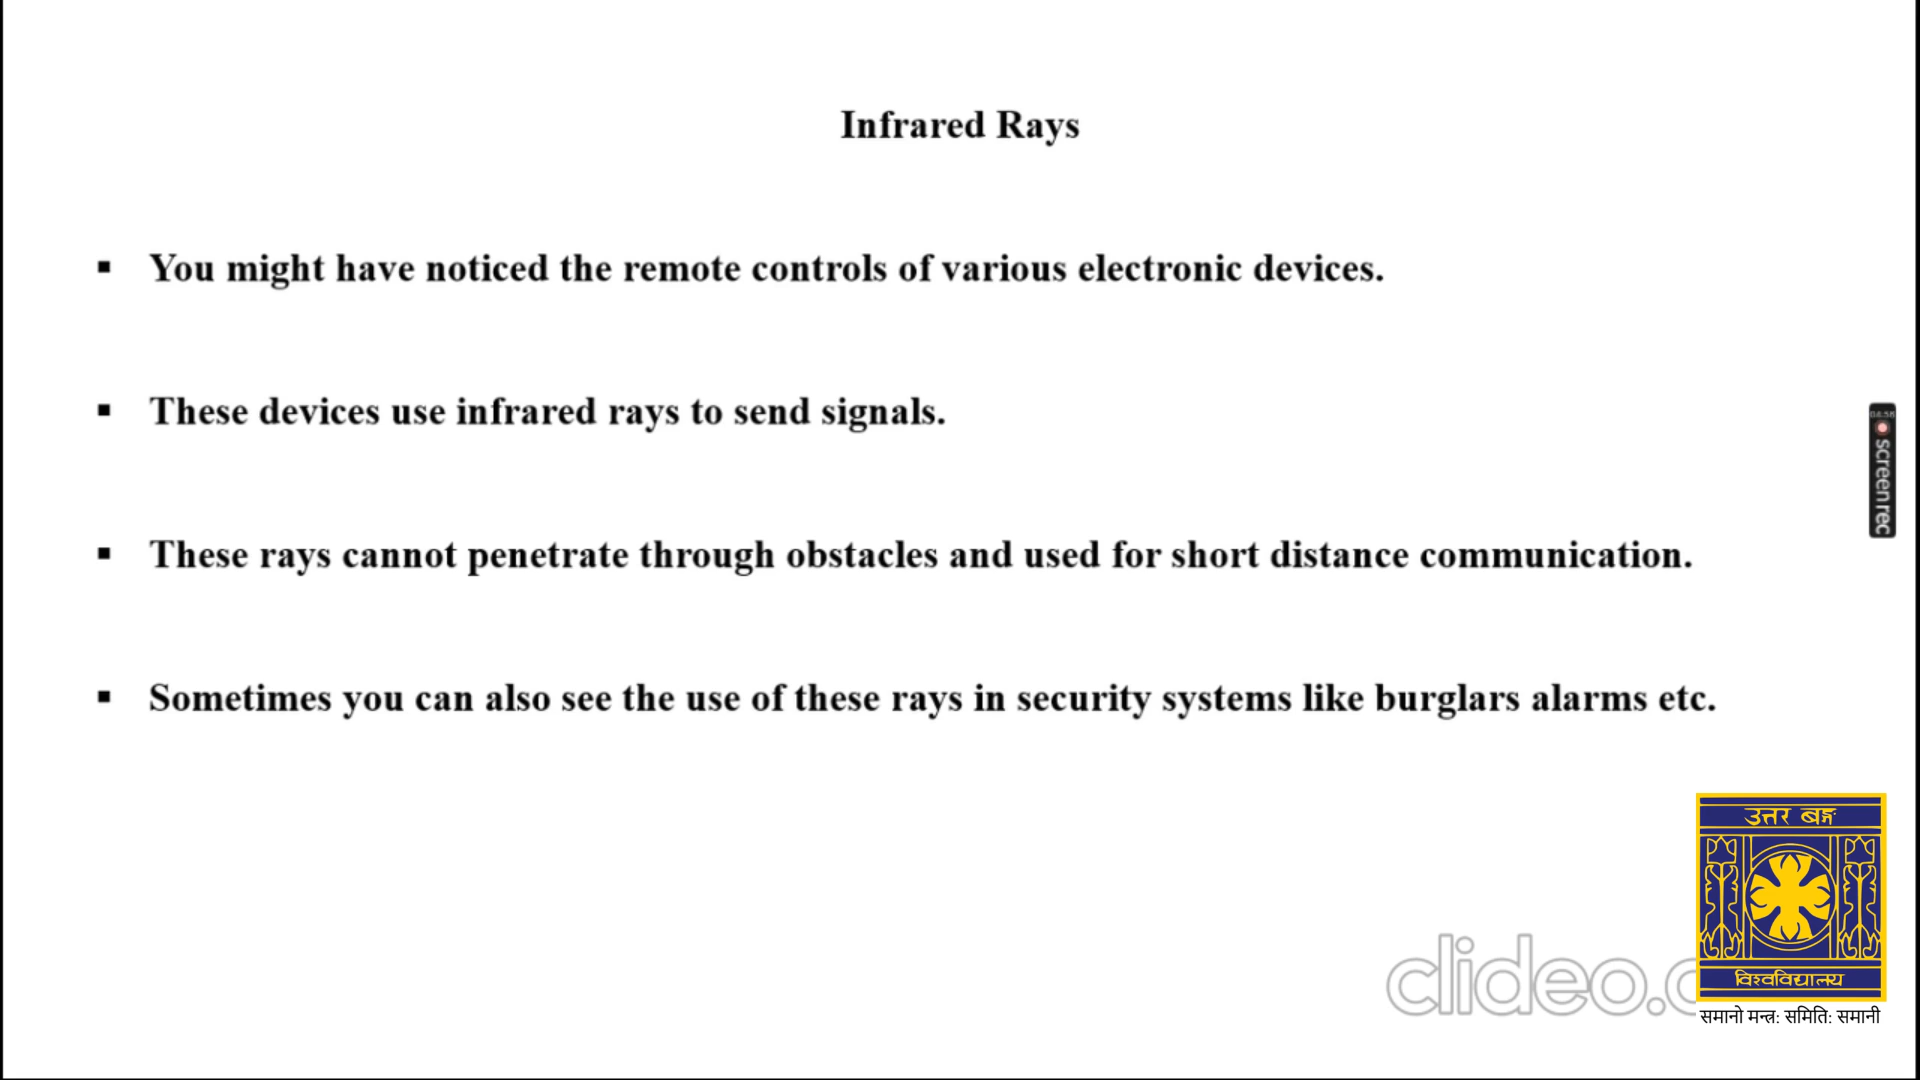 Infrared Rays
▪ You might have noticed the remote controls of various electronic devices.
▪ These devices use infrared rays to send signals.
▪ These rays cannot penetrate through obstacles and used for short distance communication.
▪ Sometimes you can also see the use of these rays in security systems like burglars alarms etc.
screen rec
उत्तर बङ्ग
विश्वविद्यालय
clideo.c
समानो मन्त्र: समिति: समानी